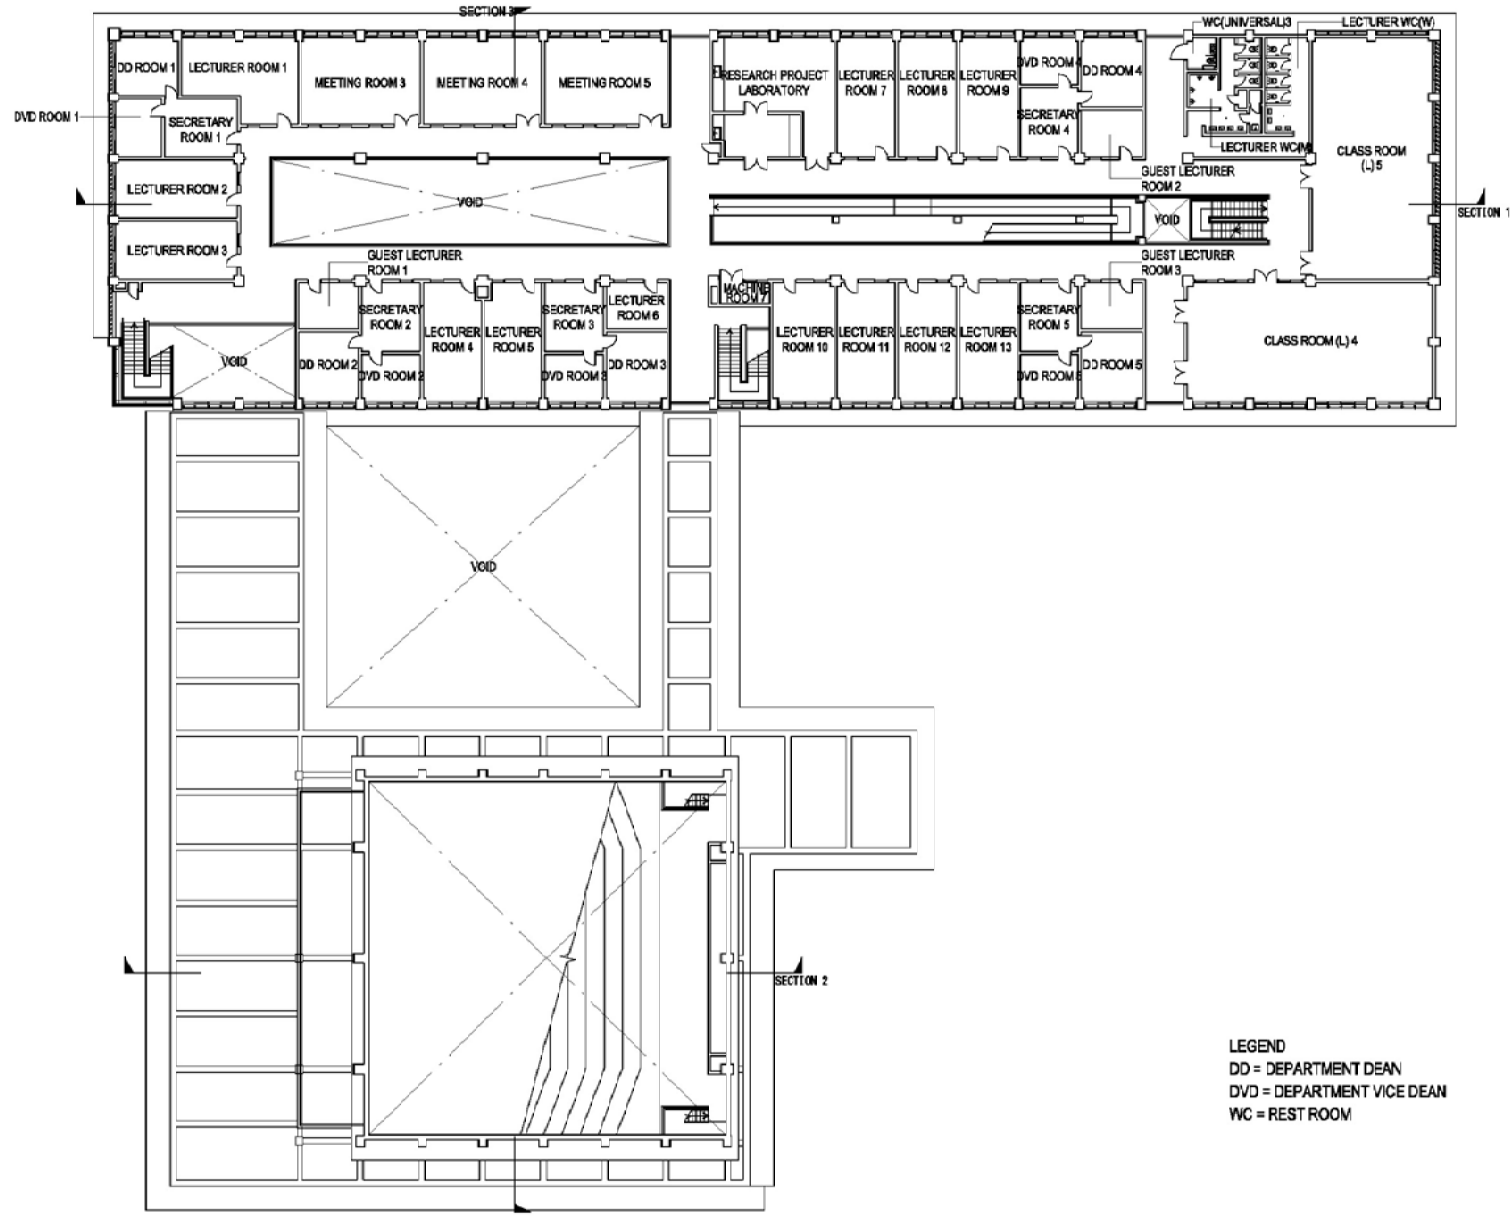 SECTION 3
WC(UNIVERSAL)3
LECTURER WC(W)
DD ROOM 1
LECTURER ROOM 1
MEETING ROOM 3
MEETING ROOM 4
MEETING ROOM 5
RESEARCH PROJECT
LABORATORY
LECTURER
ROOM 7
LECTURER
ROOM 8
LECTURER
ROOM 9
DVD ROOM 4
DD ROOM 4
DVD ROOM 1
SECRETARY
ROOM 1
SECRETARY
ROOM 4
LECTURER WC(M)
CLASS ROOM
(L) 5
GUEST LECTURER
ROOM 2
LECTURER ROOM 2
VOID
VOID
SECTION 1
LECTURER ROOM 3
GUEST LECTURER
ROOM 1
GUEST LECTURER
ROOM 3
MACHINE
ROOM 7
SECRETARY
ROOM 2
LECTURER
ROOM 4
LECTURER
ROOM 5
SECRETARY
ROOM 3
LECTURER
ROOM 6
LECTURER
ROOM 10
LECTURER
ROOM 11
LECTURER
ROOM 12
LECTURER
ROOM 13
SECRETARY
ROOM 5
CLASS ROOM (L) 4
VOID
DD ROOM 2
DVD ROOM 2
DVD ROOM 3
DD ROOM 3
DVD ROOM 5
DD ROOM 5
VOID
SECTION 2
LEGEND
DD = DEPARTMENT DEAN
DVD = DEPARTMENT VICE DEAN
WC = REST ROOM